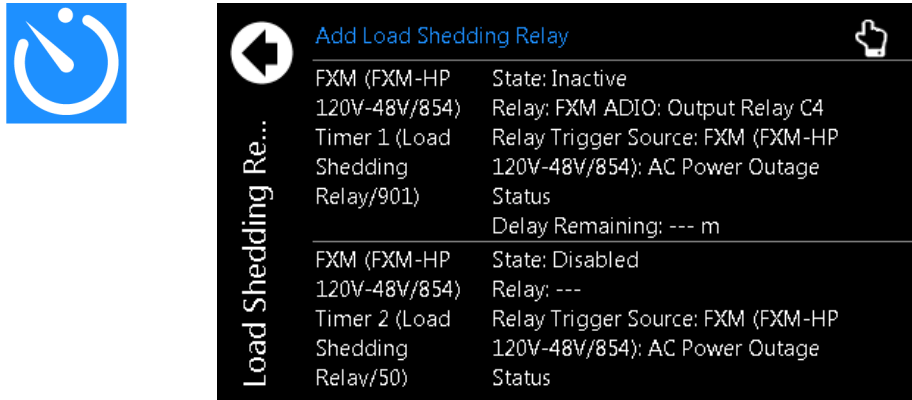 Add Load Shedding Relay
Load Shedding Re...
FXM (FXM-HP
120V-48V/854)
Timer 1 (Load
Shedding
Relay/901)
State: Inactive
Relay: FXM ADIO: Output Relay C4
Relay Trigger Source: FXM (FXM-HP
120V-48V/854): AC Power Outage
Status
Delay Remaining: --- m
FXM (FXM-HP
120V-48V/854)
Timer 2 (Load
Shedding
Relay/50)
State: Disabled
Relay: ---
Relay Trigger Source: FXM (FXM-HP
120V-48V/854): AC Power Outage
Status